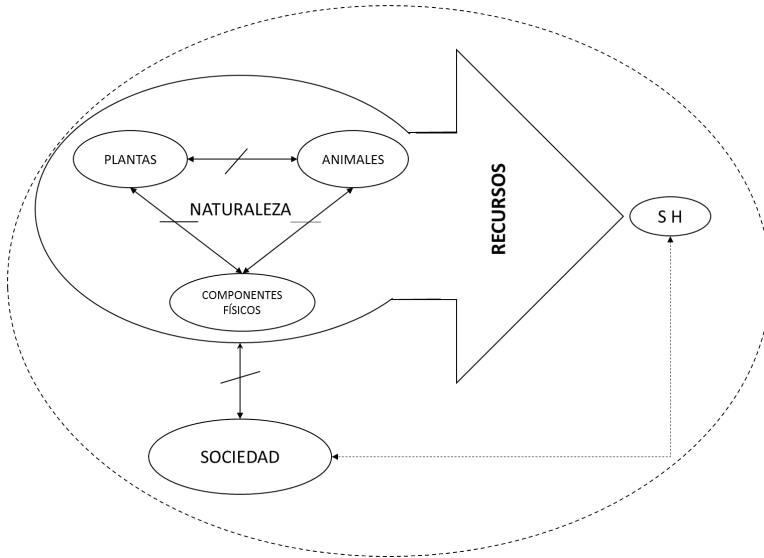 PLANTAS
ANIMALES
NATURALEZA
COMPONENTES
FÍSICOS
RECURSOS
S H
SOCIEDAD